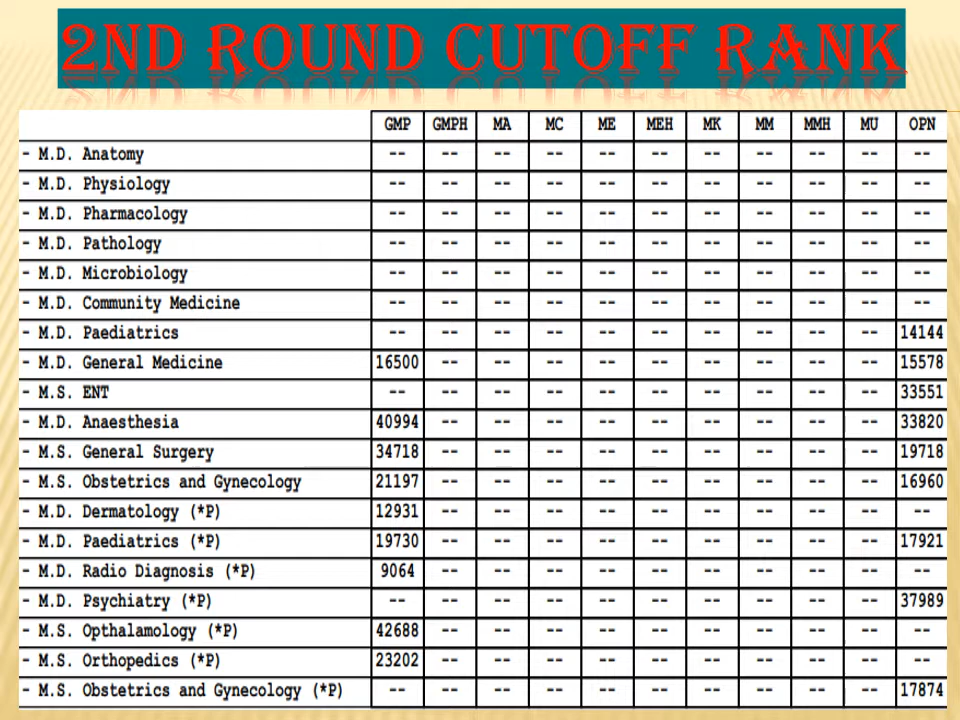 2ND ROUND CUTOFF RANK
GMP GMPH MA MC ME MEH MK MM MMH MU OPN
- M.D. Anatomy -- -- -- -- -- -- -- -- -- -- --
- M.D. Physiology -- -- -- -- -- -- -- -- -- -- --
- M.D. Pharmacology -- -- -- -- -- -- -- -- -- -- --
- M.D. Pathology -- -- -- -- -- -- -- -- -- -- --
- M.D. Microbiology -- -- -- -- -- -- -- -- -- -- --
- M.D. Community Medicine -- -- -- -- -- -- -- -- -- -- --
- M.D. Paediatrics -- -- -- -- -- -- -- -- -- -- 14144
- M.D. General Medicine 16500 -- -- -- -- -- -- -- -- -- 15578
- M.S. ENT -- -- -- -- -- -- -- -- -- -- 33551
- M.D. Anaesthesia 40994 -- -- -- -- -- -- -- -- -- 33820
- M.S. General Surgery 34718 -- -- -- -- -- -- -- -- -- 19718
- M.S. Obstetrics and Gynecology 21197 -- -- -- -- -- -- -- -- -- 16960
- M.D. Dermatology (*P) 12931 -- -- -- -- -- -- -- -- -- --
- M.D. Paediatrics (*P) 19730 -- -- -- -- -- -- -- -- -- 17921
- M.D. Radio Diagnosis (*P) 9064 -- -- -- -- -- -- -- -- -- --
- M.D. Psychiatry (*P) -- -- -- -- -- -- -- -- -- -- 37989
- M.S. Opthalamology (*P) 42688 -- -- -- -- -- -- -- -- -- --
- M.S. Orthopedics (*P) 23202 -- -- -- -- -- -- -- -- -- --
- M.S. Obstetrics and Gynecology (*P) -- -- -- -- -- -- -- -- -- -- 17874